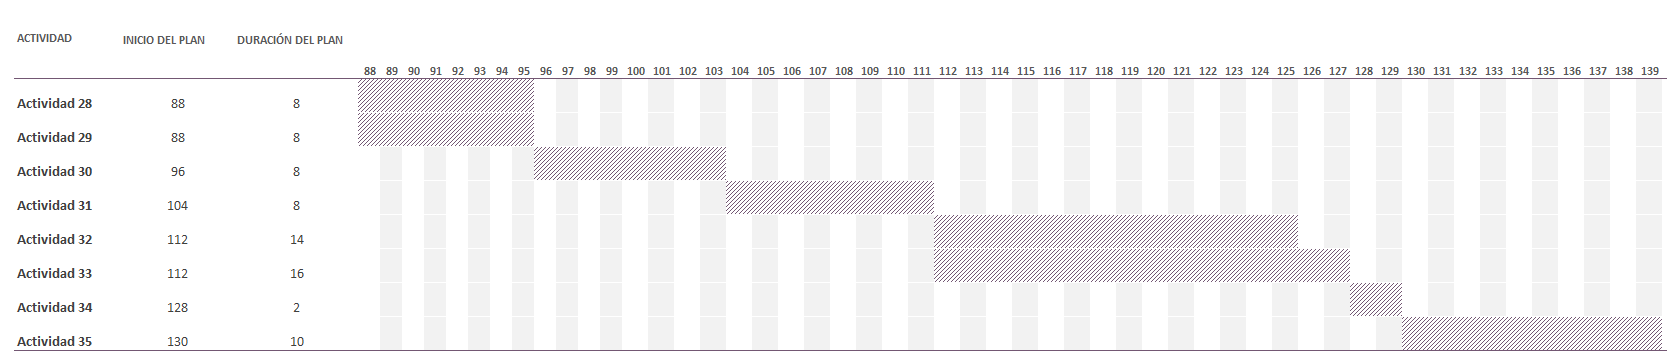 ACTIVIDAD INICIO DEL PLAN DURACIÓN DEL PLAN
88 89 90 91 92 93 94 95 96 97 98 99 100 101 102 103 104 105 106 107 108 109 110 111 112 113 114 115 116 117 118 119 120 121 122 123 124 125 126 127 128 129 130 131 132 133 134 135 136 137 138 139
Actividad 28 88 8
Actividad 29 88 8
Actividad 30 96 8
Actividad 31 104 8
Actividad 32 112 14
Actividad 33 112 16
Actividad 34 128 2
Actividad 35 130 10